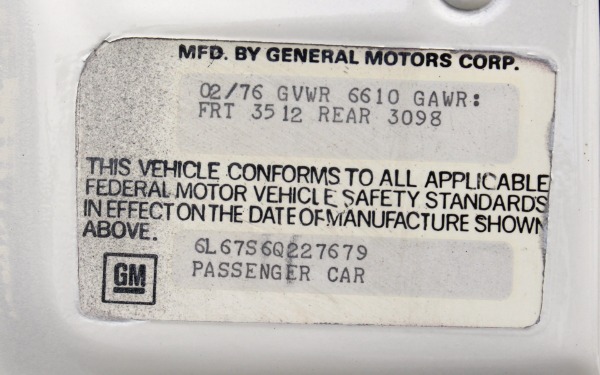 MFD. BY GENERAL MOTORS CORP.
02/76 GVWR 6610 GAWR:
FRT 3512 REAR 3098
THIS VEHICLE CONFORMS TO ALL APPLICABLE
FEDERAL MOTOR VEHICLE SAFETY STANDARDS
IN EFFECT ON THE DATE OF MANUFACTURE SHOWN
ABOVE.
6L67S6Q227679
PASSENGER CAR
GM